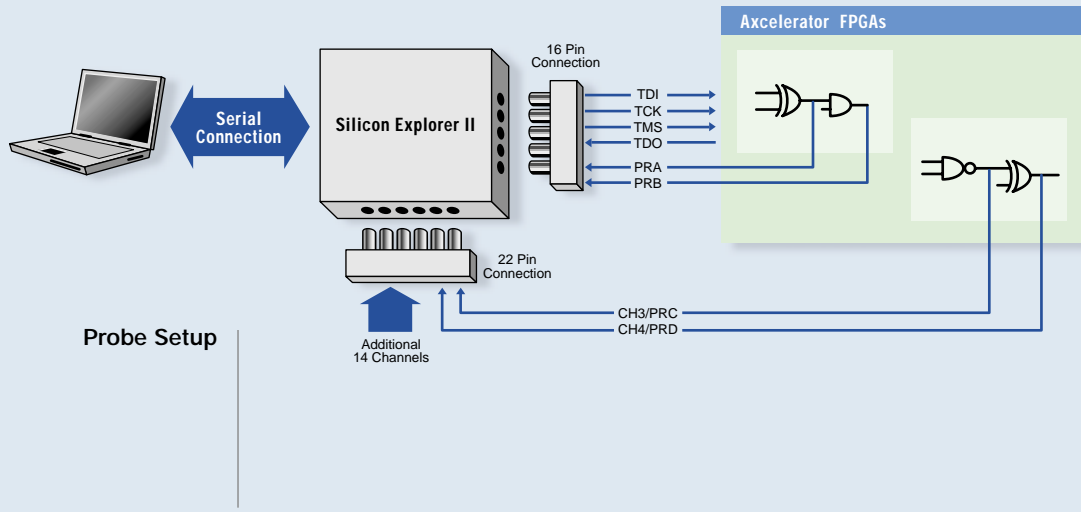 Axcelerator FPGAs
16 Pin
Connection
TDI
TCK
TMS
TDO
PRA
PRB
Serial
Connection
Silicon Explorer II
22 Pin
Connection
CH3/PRC
CH4/PRD
Probe Setup
Additional
14 Channels